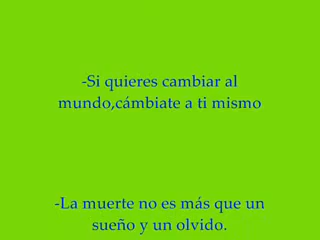 -Si quieres cambiar al
mundo,cámbiate a ti mismo
-La muerte no es más que un
sueño y un olvido.